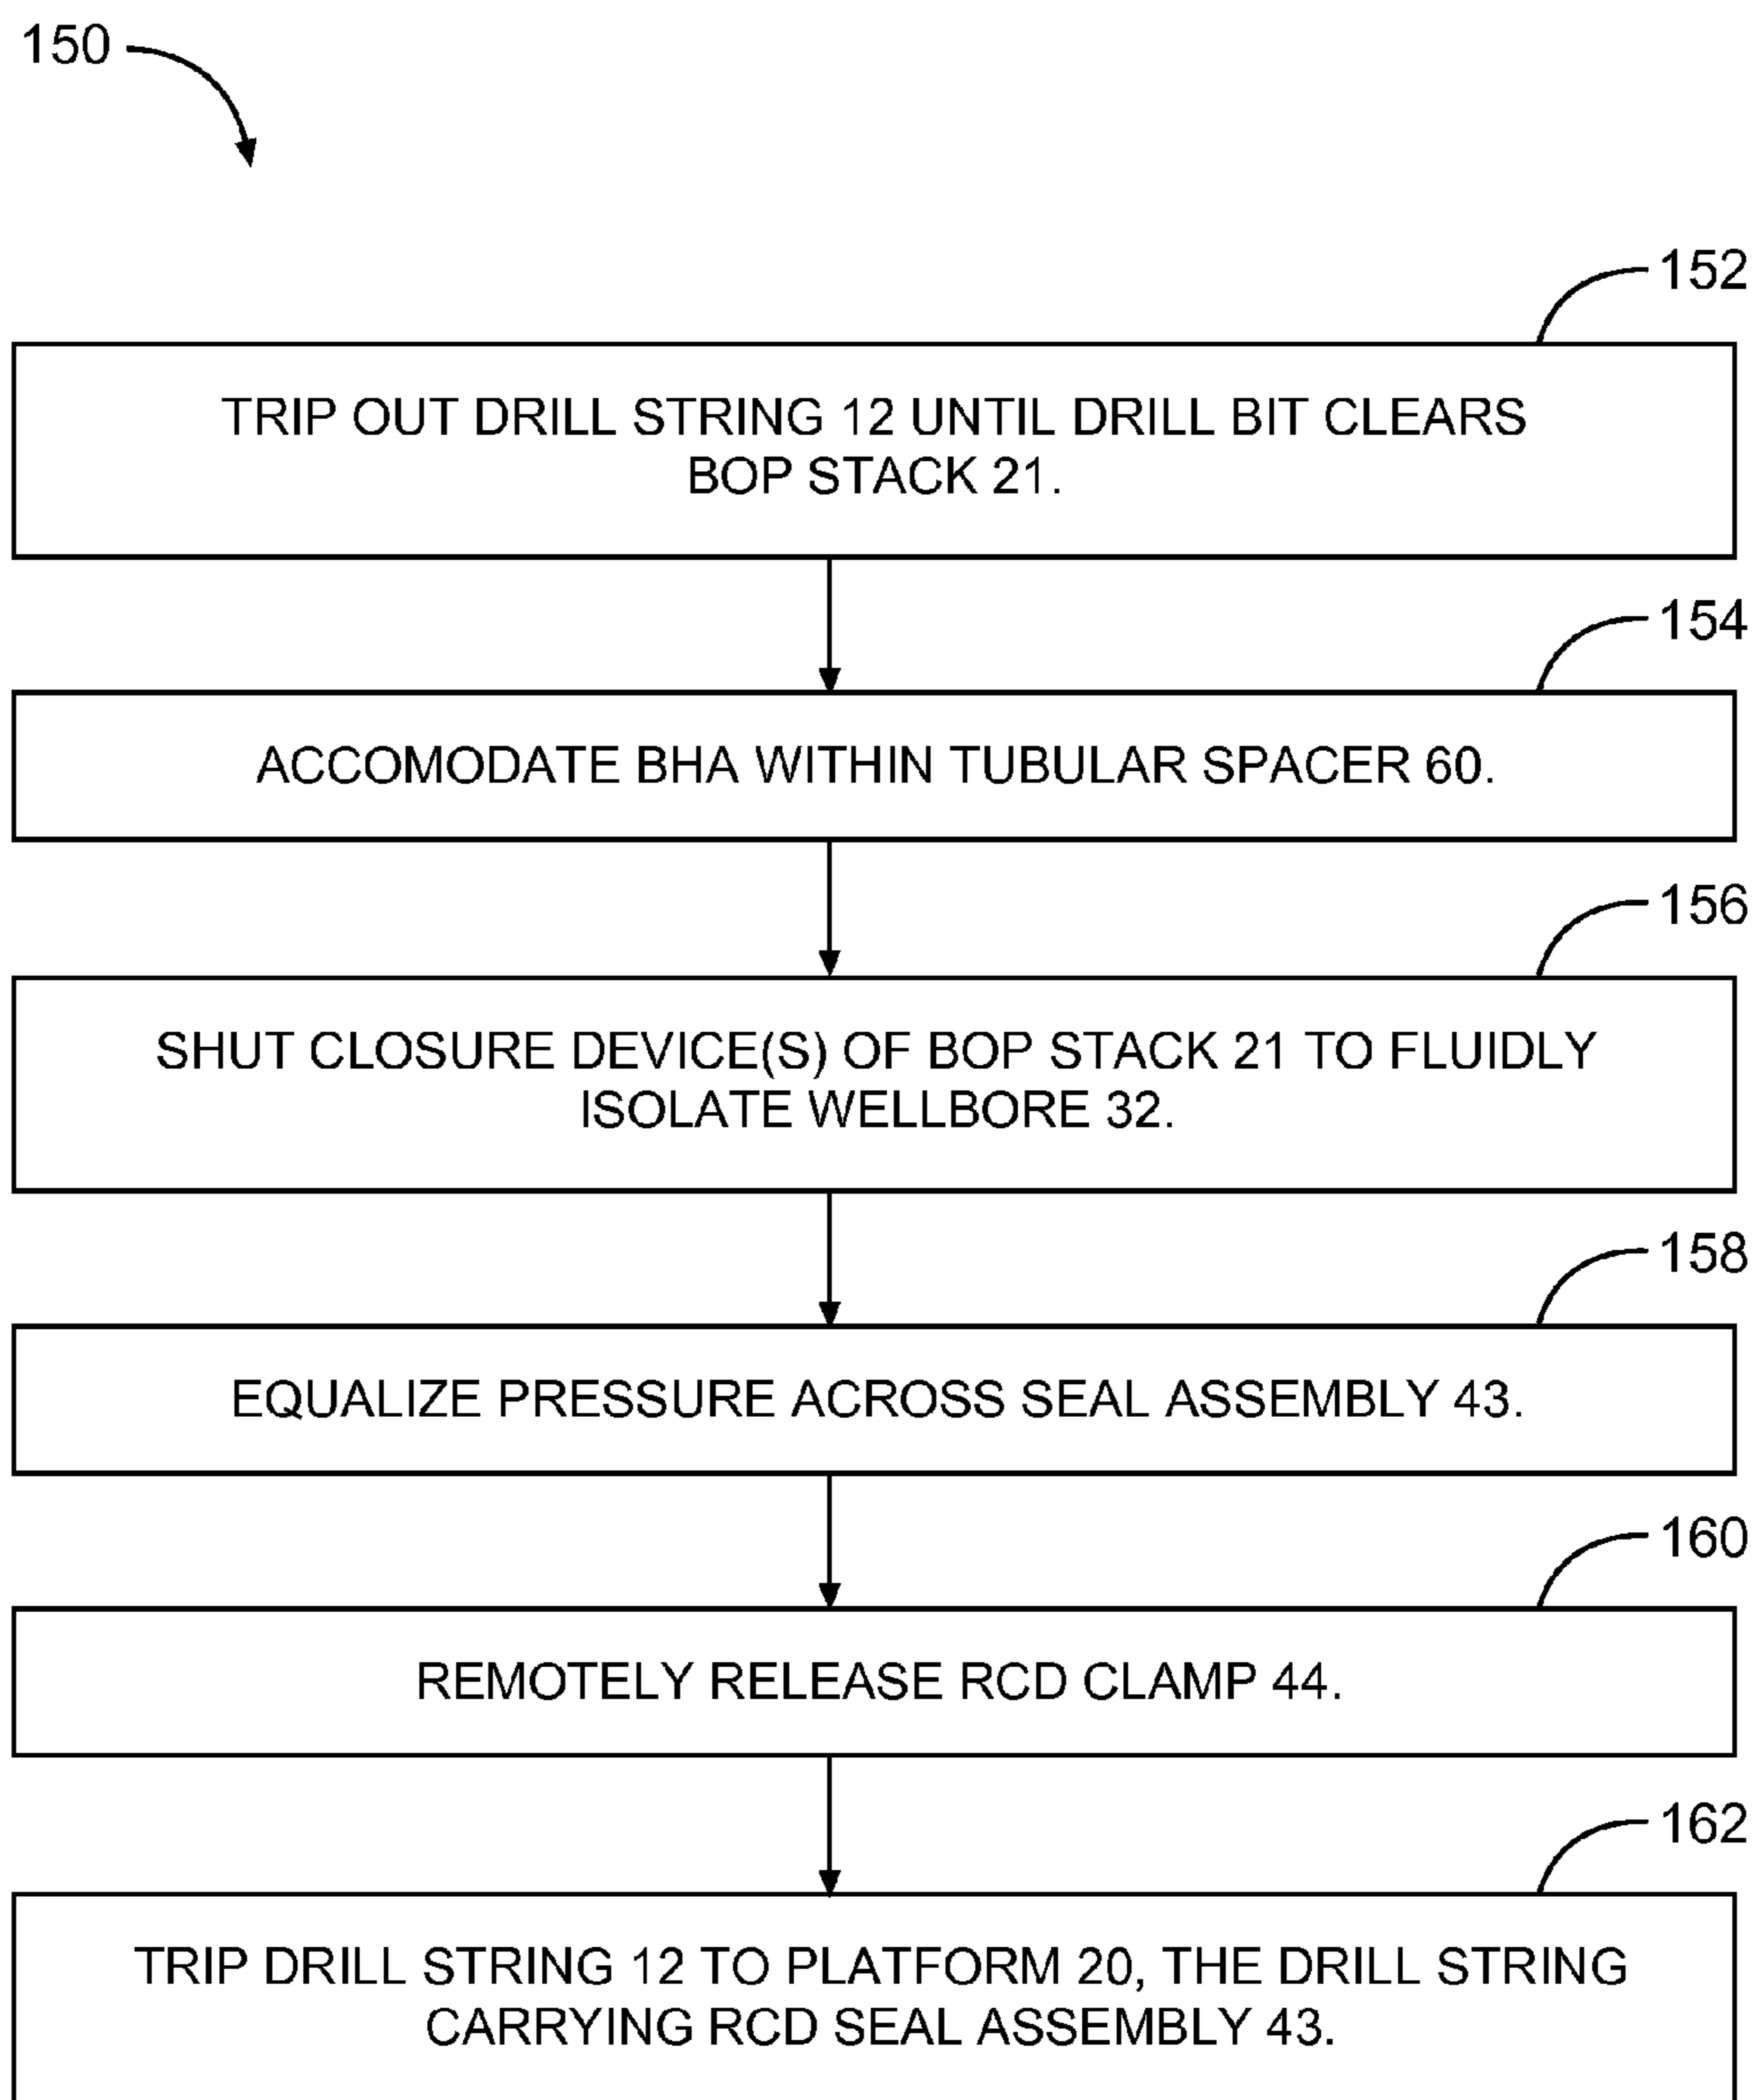 150
152
TRIP OUT DRILL STRING 12 UNTIL DRILL BIT CLEARS
BOP STACK 21.
154
ACCOMODATE BHA WITHIN TUBULAR SPACER 60.
156
SHUT CLOSURE DEVICE(S) OF BOP STACK 21 TO FLUIDLY
ISOLATE WELLBORE 32.
158
EQUALIZE PRESSURE ACROSS SEAL ASSEMBLY 43.
160
REMOTELY RELEASE RCD CLAMP 44.
162
TRIP DRILL STRING 12 TO PLATFORM 20, THE DRILL STRING
CARRYING RCD SEAL ASSEMBLY 43.